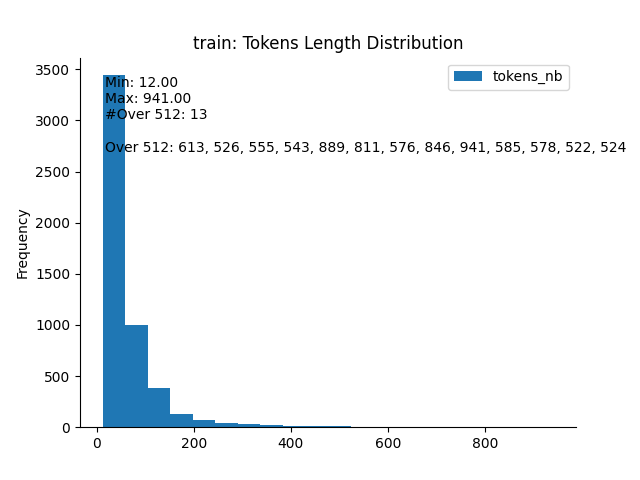 train: Tokens Length Distribution
tokens_nb
Min: 12.00
Max: 941.00
#Over 512: 13
Over 512: 613, 526, 555, 543, 889, 811, 576, 846, 941, 585, 578, 522, 524
Frequency
3500
3000
2500
2000
1500
1000
500
0
0 200 400 600 800